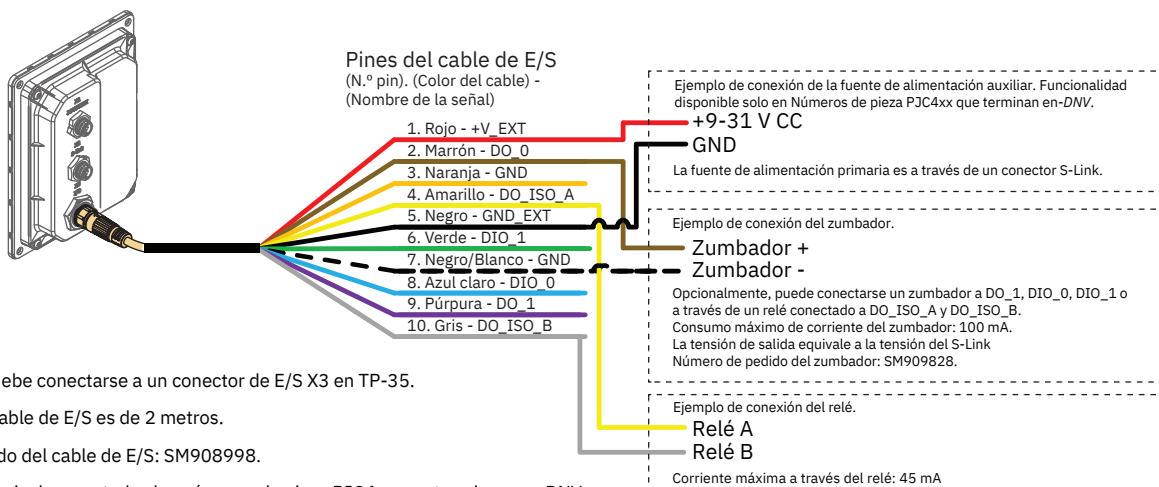 Pines del cable de E/S
(N.º pin). (Color del cable) -
(Nombre de la señal)
1. Rojo - +V_EXT
2. Marrón - DO_0
3. Naranja - GND
4. Amarillo - DO_ISO_A
5. Negro - GND_EXT
6. Verde - DIO_1
7. Negro/Blanco - GND
8. Azul claro - DIO_0
9. Púrpura - DO_1
10. Gris - DO_ISO_B
Ejemplo de conexión de la fuente de alimentación auxiliar. Funcionalidad
disponible solo en Números de pieza PJC4xx que terminan en-DNV.
+9-31 V CC
GND
La fuente de alimentación primaria es a través de un conector S-Link.
Ejemplo de conexión del zumbador.
Zumbador +
Zumbador -
Opcionalmente, puede conectarse un zumbador a DO_1, DIO_0, DIO_1 o
a través de un relé conectado a DO_ISO_A y DO_ISO_B.
Consumo máximo de corriente del zumbador: 100 mA.
La tensión de salida equivale a la tensión del S-Link
Número de pedido del zumbador: SM909828.
Ejemplo de conexión del relé.
Relé A
Relé B
Corriente máxima a través del relé: 45 mA
ebe conectarse a un conector de E/S X3 en TP-35.
able de E/S es de 2 metros.
do del cable de E/S: SM908998.